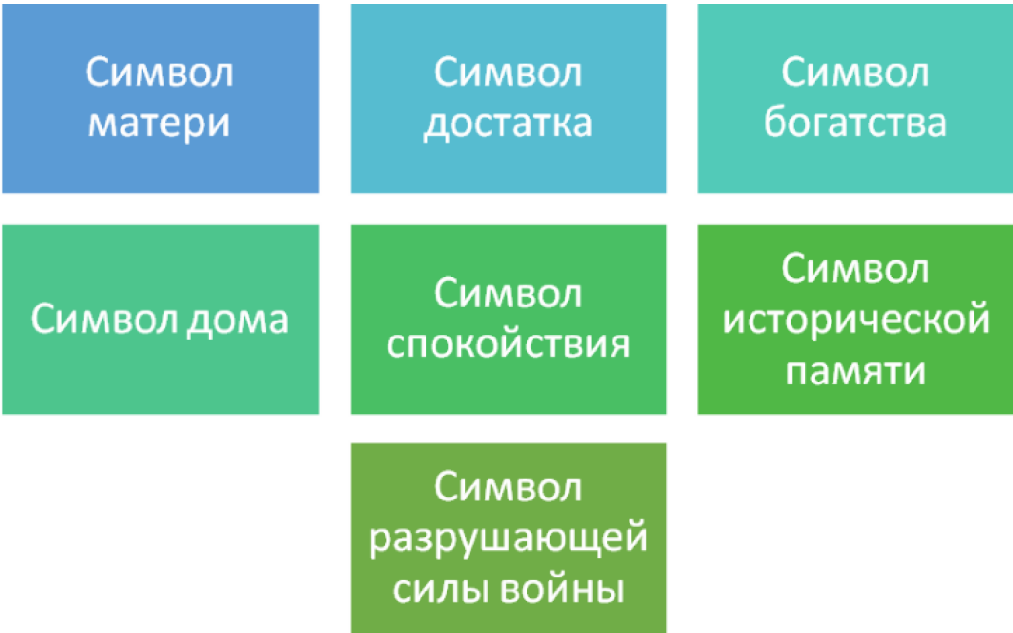 Символ
матери
Символ
достатка
Символ
богатства
Символ дома
Символ
спокойствия
Символ
исторической
памяти
Символ
разрушающей
силы войны